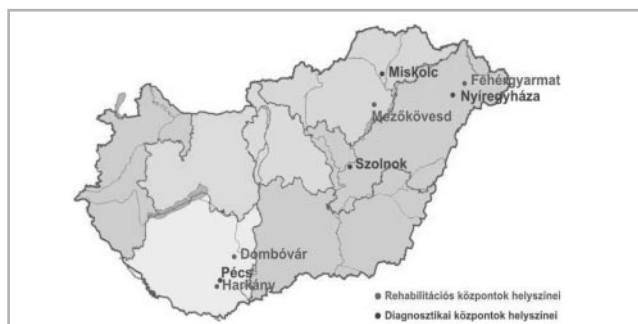 Miskolc
Fehérgyarmat
Nyíregyháza
Mezőkövesd
Szolnok
Dombóvár
Pécs
Harkány
Rehabilitációs központok helyszínei
Diagnosztikai központok helyszínei